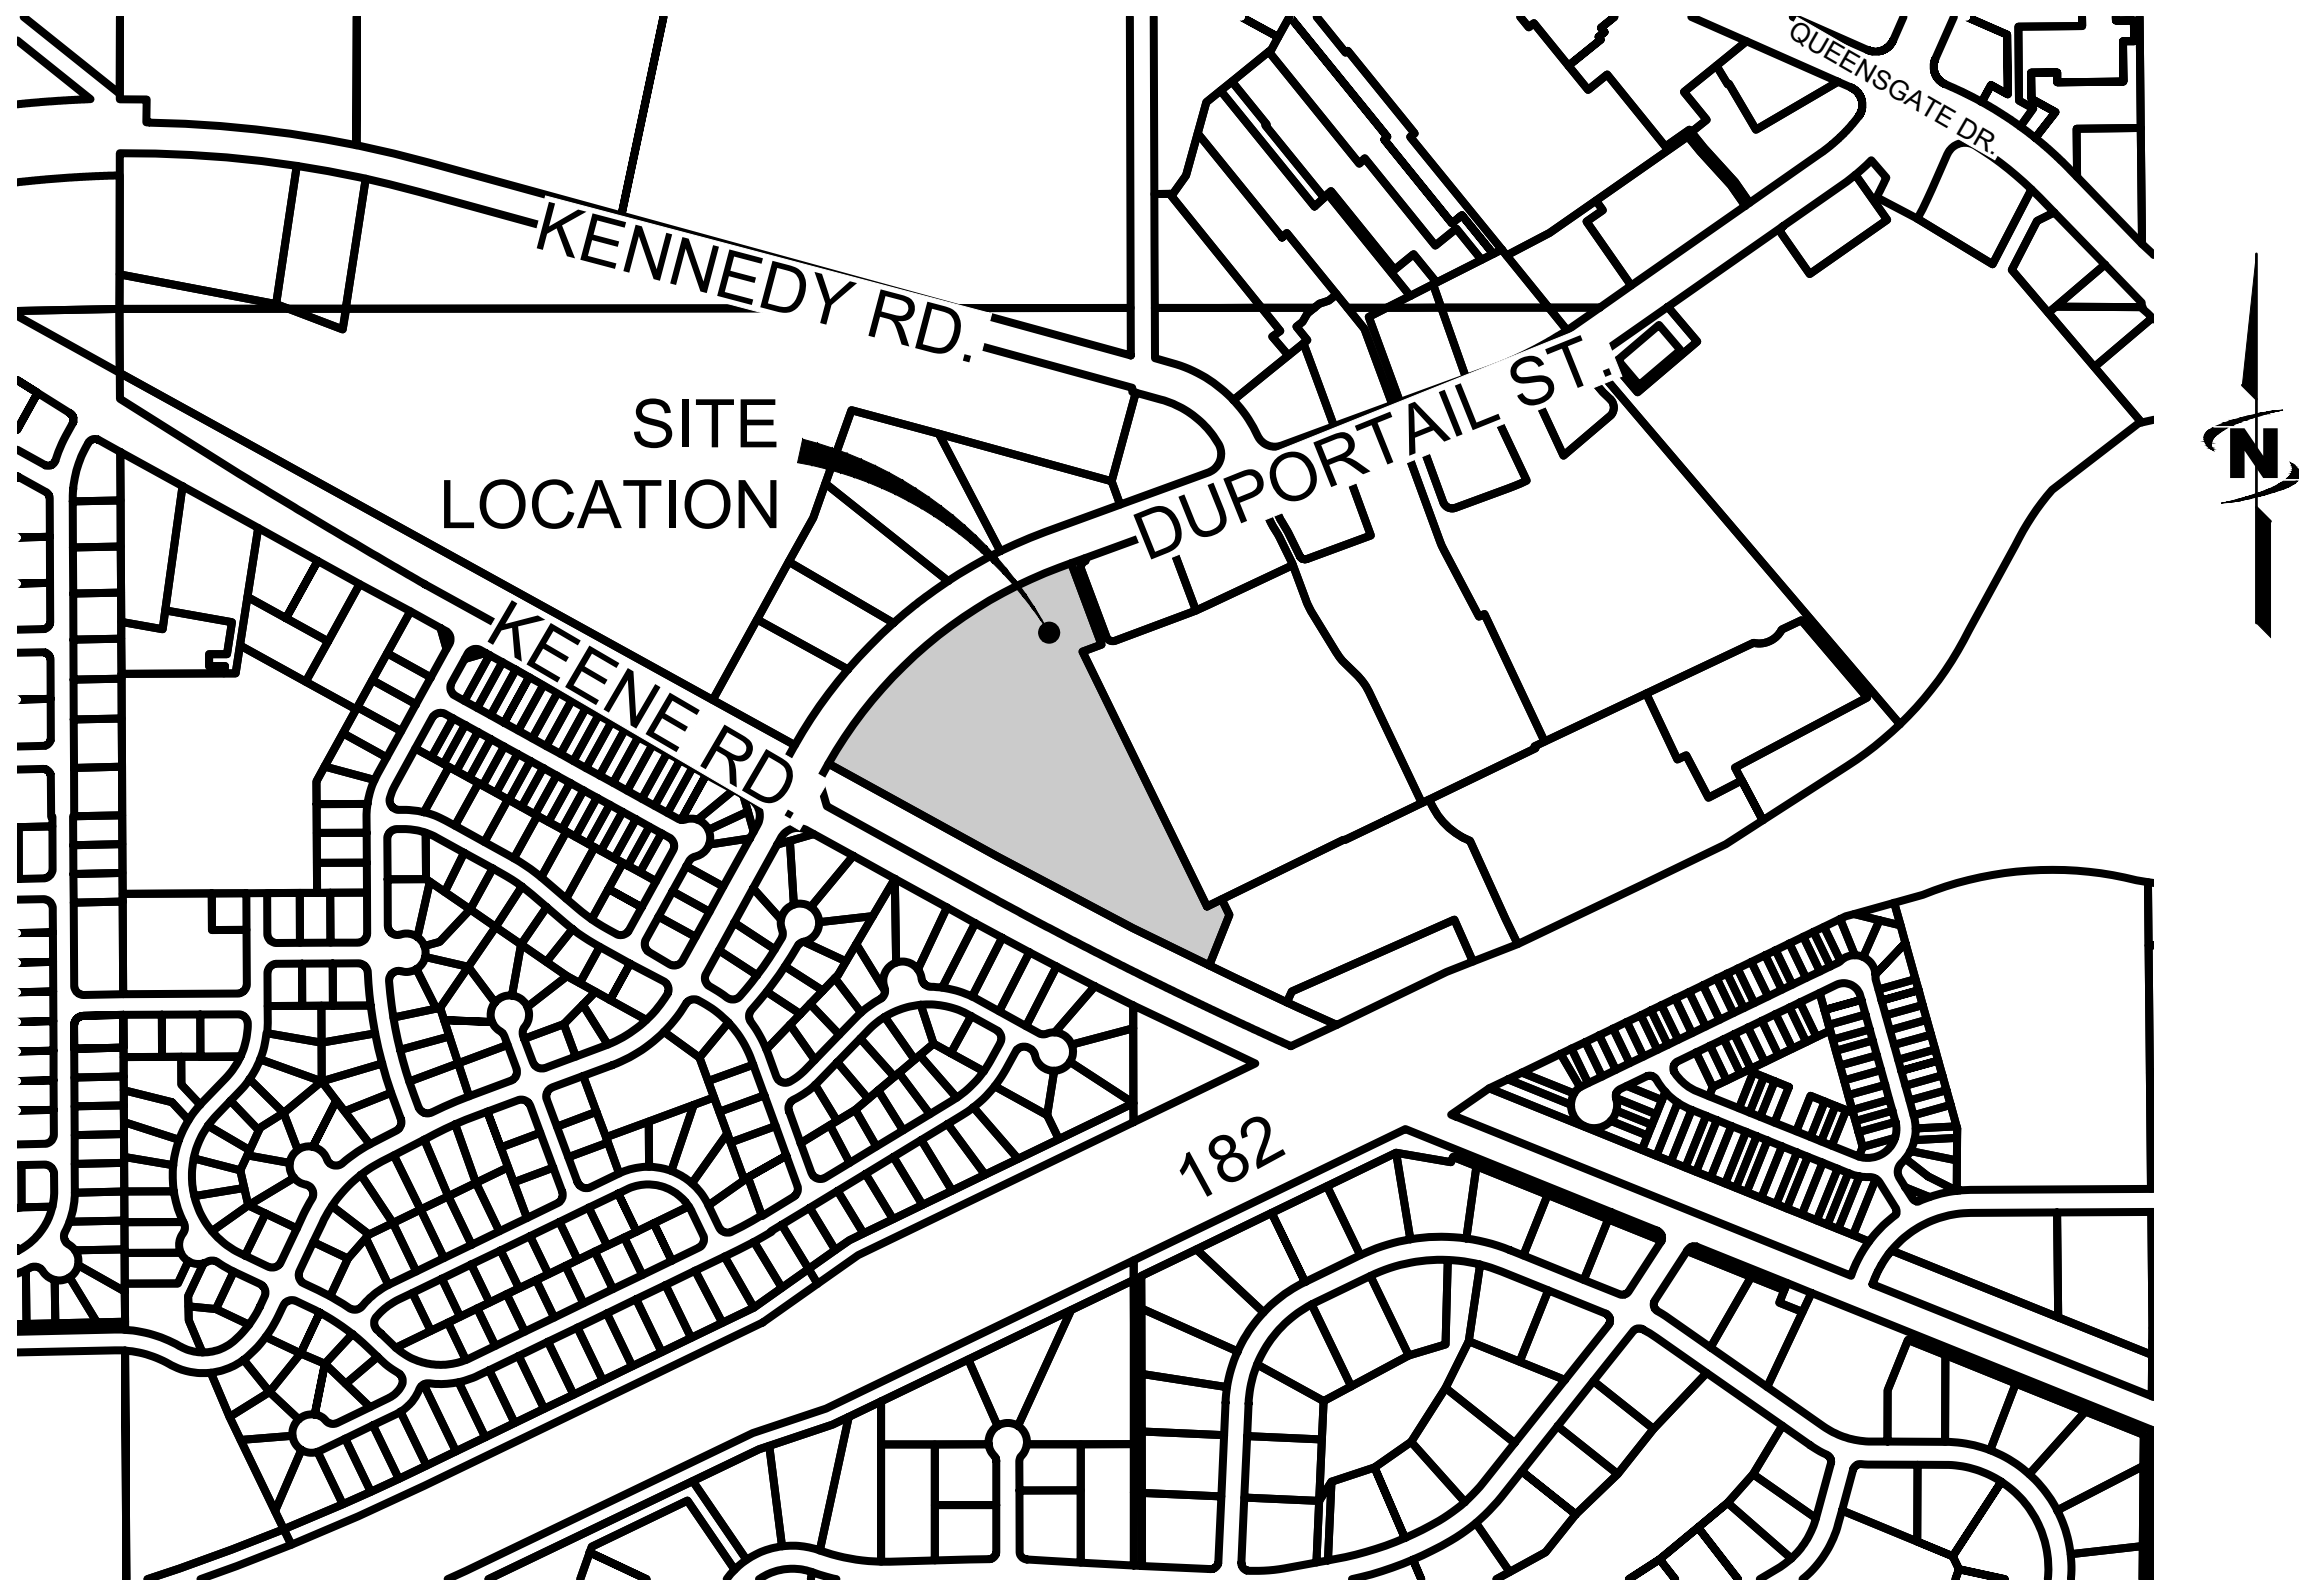 QUEENSGATE DR.
KENNEDY RD.
SITE
LOCATION
DUPORTAIL ST.
N
KEENE RD.
182